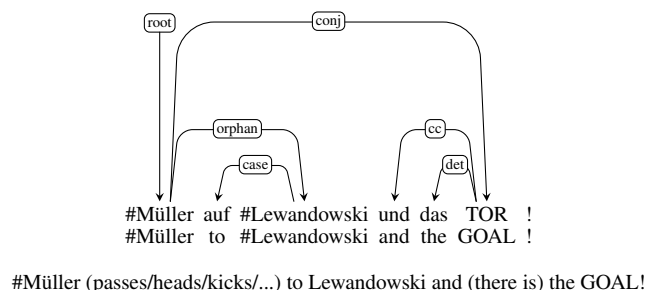 root
conj
orphan
cc
case
det
#Müller auf #Lewandowski und das TOR !
#Müller to #Lewandowski and the GOAL !
#Müller (passes/heads/kicks/...) to Lewandowski and (there is) the GOAL!